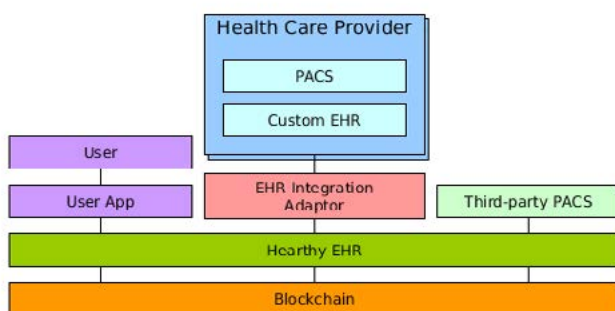 Health Care Provider
PACS
Custom EHR
User
User App
EHR Integration
Adaptor
Third-party PACS
Hearthy EHR
Blockchain